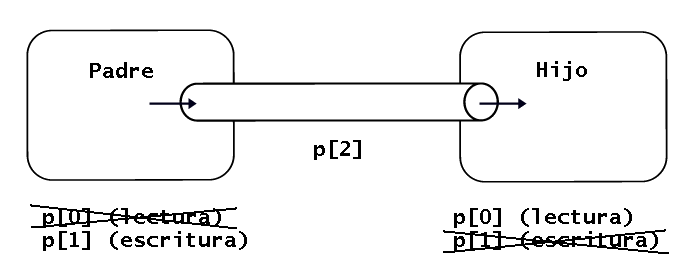 Padre
Hijo
p[2]
p[0] (lectura)
p[1] (escritura)
p[0] (lectura)
p[1] (escritura)